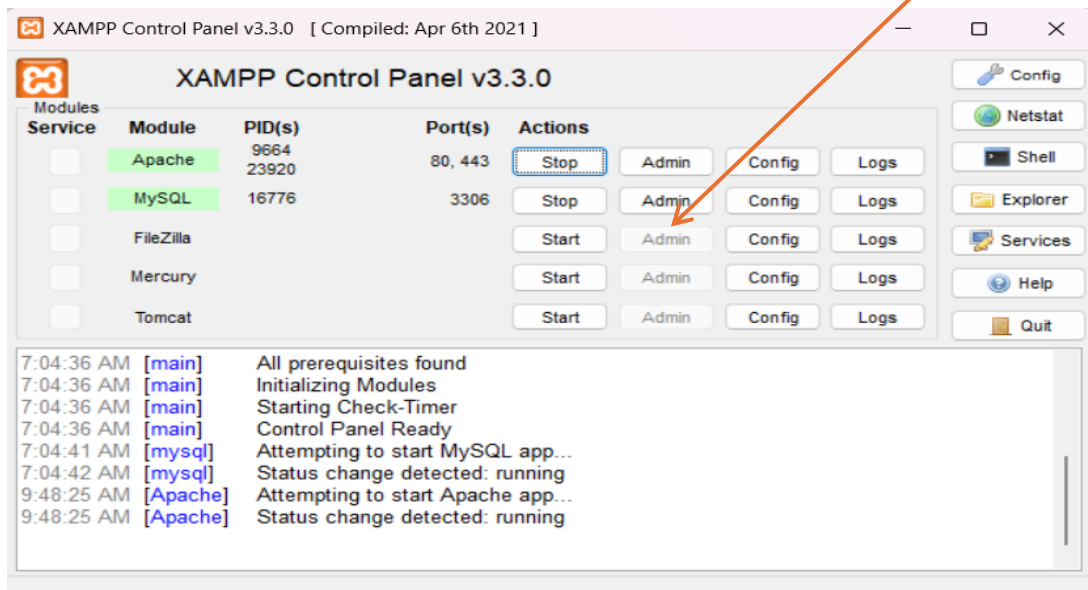 XAMPP Control Panel v3.3.0 [ Compiled: Apr 6th 2021 ]
XAMPP Control Panel v3.3.0
Config
Modules
Netstat
Service Module PID(s) Port(s) Actions
Apache 9664 23920 80, 443 Stop Admin Config Logs
Shell
MySQL 16776 3306 Stop Admin Config Logs
Explorer
FileZilla Start Admin Config Logs
Services
Mercury Start Admin Config Logs
Help
Tomcat Start Admin Config Logs
Quit
7:04:36 AM [main] All prerequisites found
7:04:36 AM [main] Initializing Modules
7:04:36 AM [main] Starting Check-Timer
7:04:36 AM [main] Control Panel Ready
7:04:41 AM [mysql] Attempting to start MySQL app...
7:04:42 AM [mysql] Status change detected: running
9:48:25 AM [Apache] Attempting to start Apache app...
9:48:25 AM [Apache] Status change detected: running